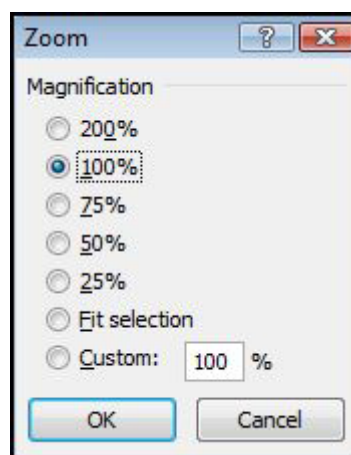 Zoom
Magnification
200%
100%
75%
50%
25%
Fit selection
Custom: 100 %
OK Cancel